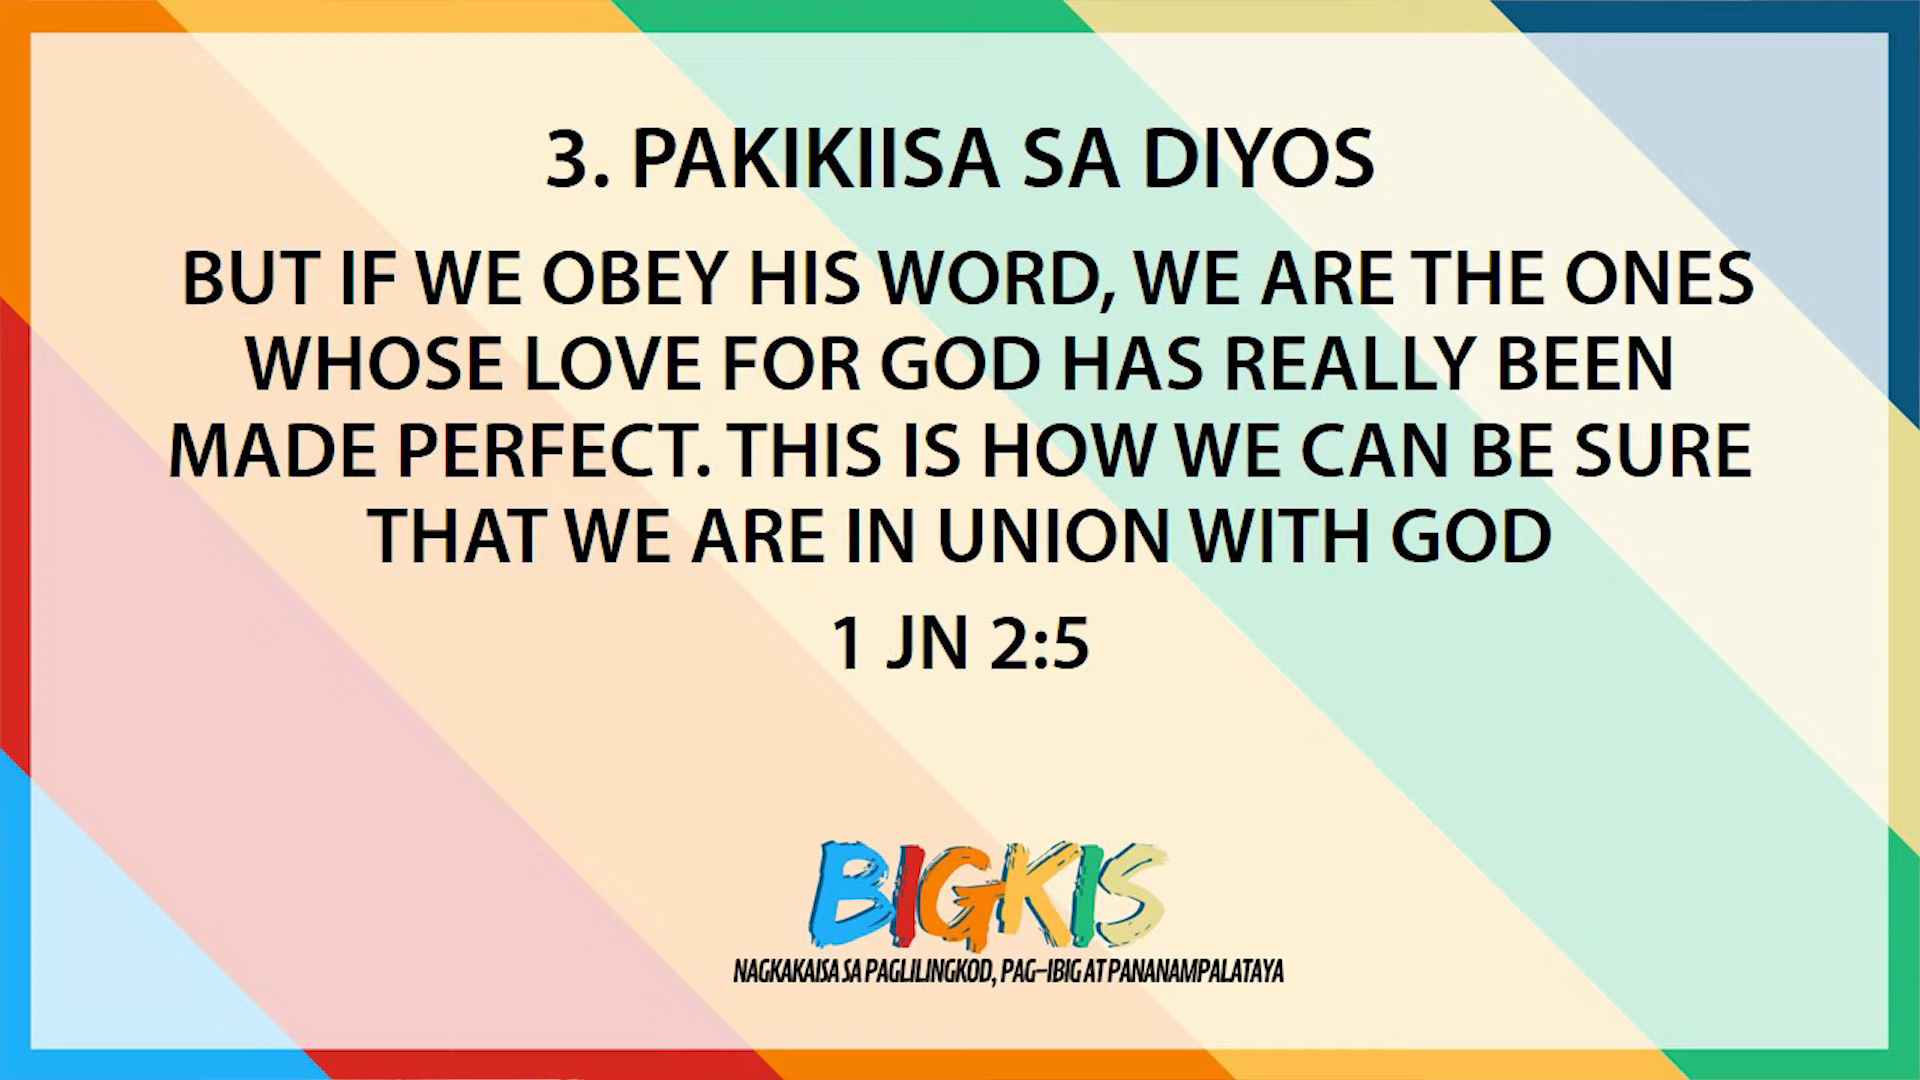 3. PAKIKIISA SA DIYOS
BUT IF WE OBEY HIS WORD, WE ARE THE ONES
WHOSE LOVE FOR GOD HAS REALLY BEEN
MADE PERFECT. THIS IS HOW WE CAN BE SURE
THAT WE ARE IN UNION WITH GOD
1 JN 2:5
BIGKIS
NAGKAKAISA SA PAGLILINGKOD, PAG-IBIG AT PANANAMPALATAYA